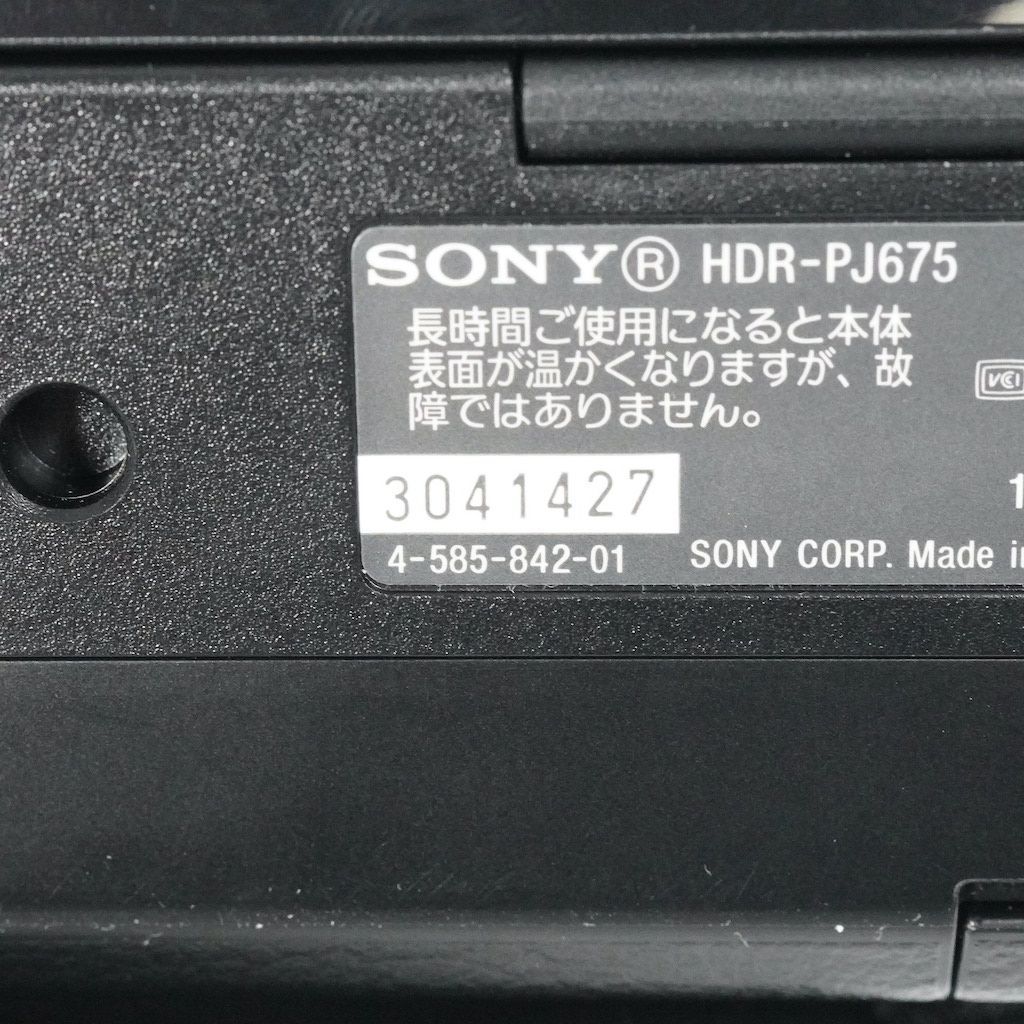 SONY® HDR-PJ675
長時間ご使用になると本体
表面が温かくなりますが、故
障ではありません。
VCI
3041427
4-585-842-01
SONY CORP. Made